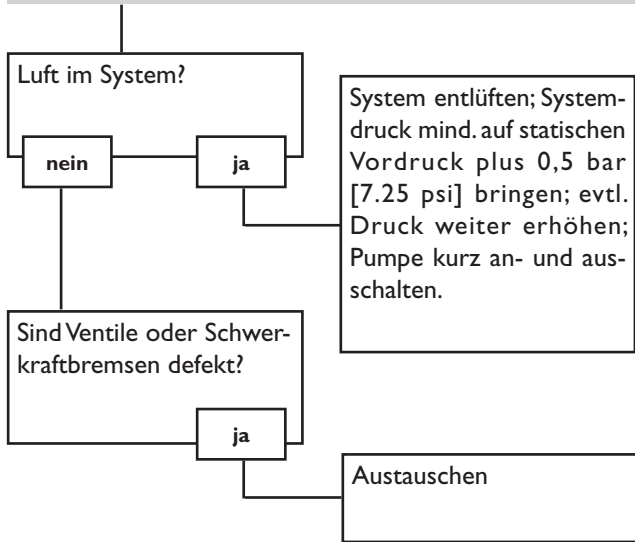 Luft im System?
nein
ja
System entlüften; System-
druck mind. auf statischen
Vordruck plus 0,5 bar
[7.25 psi] bringen; evtl.
Druck weiter erhöhen;
Pumpe kurz an- und aus-
schalten.
Sind Ventile oder Schwer-
kraftbremsen defekt?
ja
Austauschen